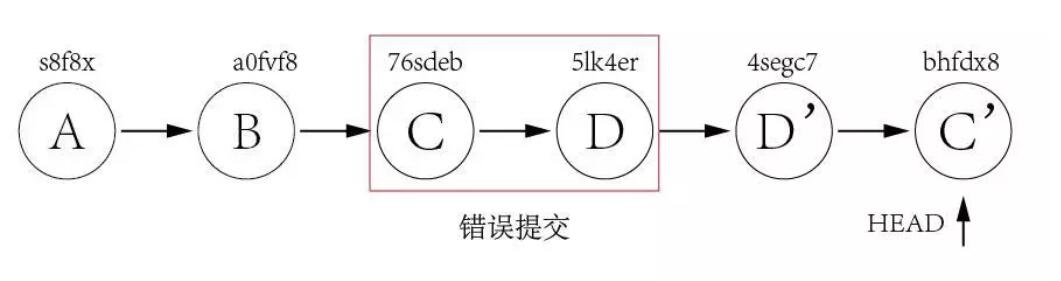 s8f8x a0fvf8 76sdeb 5lk4er 4segc7 bhfdx8
A B C D D’ C’
错误提交
HEAD